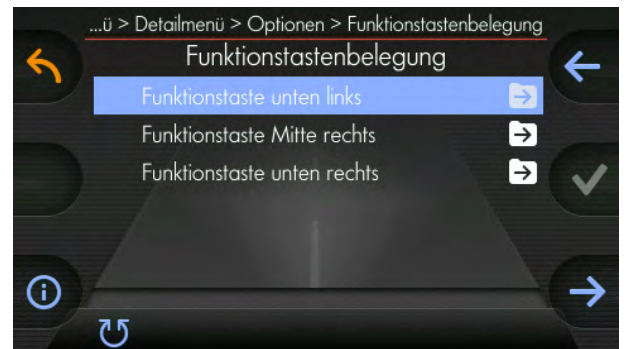 ...ü > Detailmenü > Optionen > Funktionstastenbelegung
Funktionstastenbelegung
Funktionstaste unten links
Funktionstaste Mitte rechts
Funktionstaste unten rechts